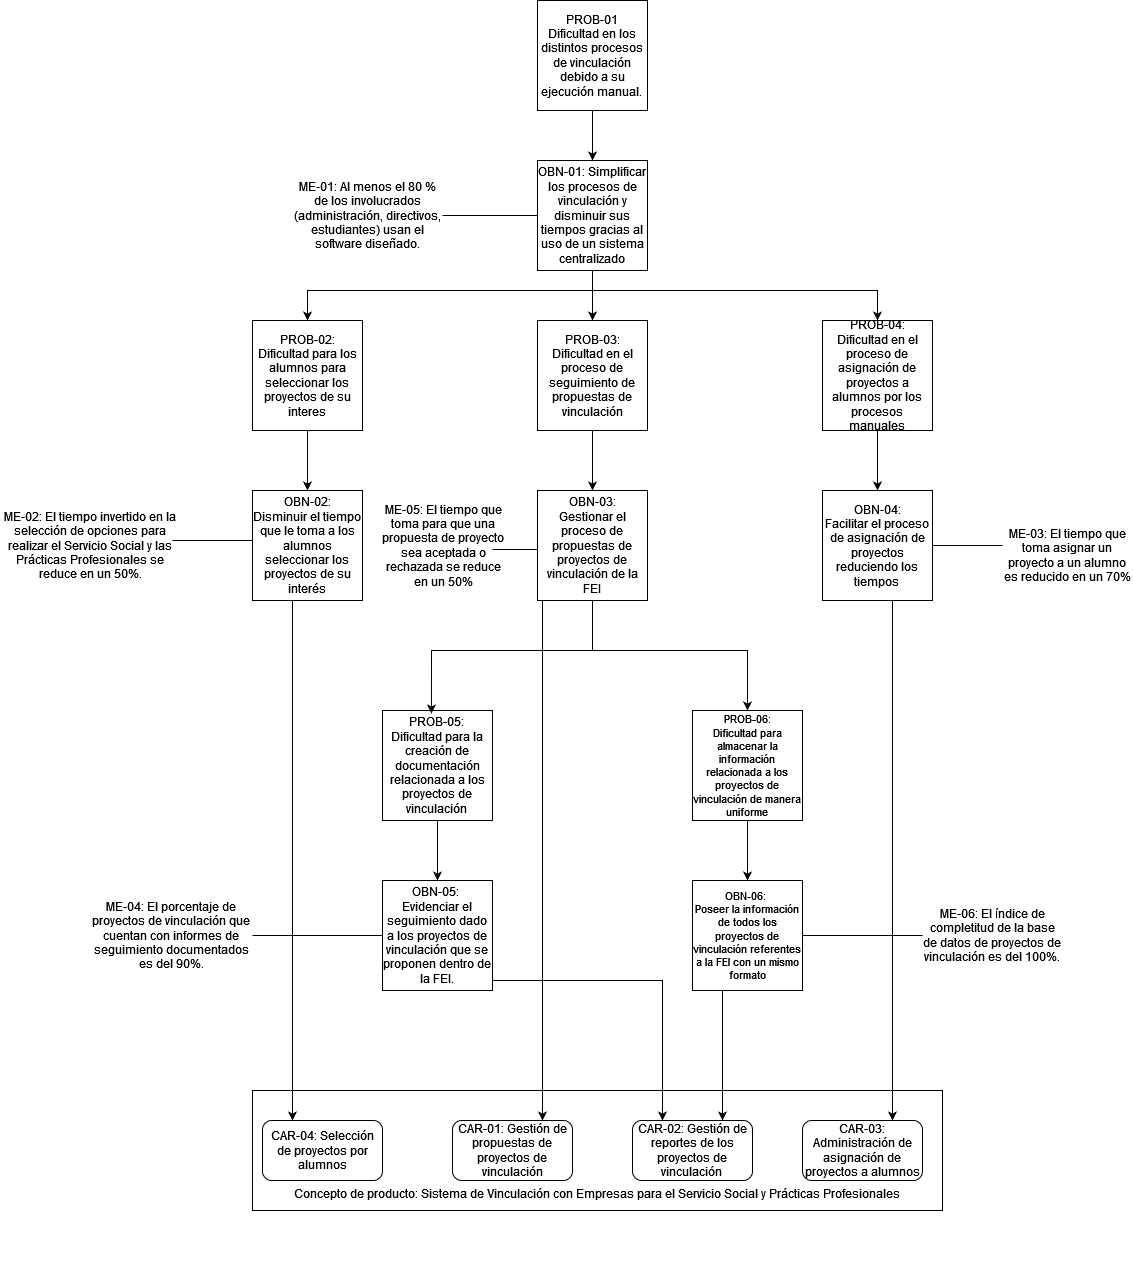 PROB-01
Dificultad en los
distintos procesos
de vinculación
debido a su
ejecución manual.
OBN-01: Simplificar
los procesos de
vinculación y
disminuir sus
tiempos gracias al
uso de un sistema
centralizado
ME-01: Al menos el 80 %
de los involucrados
(administración, directivos,
estudiantes) usan el
software diseñado.
PROB-02:
Dificultad para los
alumnos para
seleccionar los
proyectos de su
interes
PROB-03:
Dificultad en el
proceso de
seguimiento de
propuestas de
vinculación
PROB-04:
Dificultad en el
proceso de
asignación de
proyectos a
alumnos por los
procesos
manuales
ME-02: El tiempo invertido en la
selección de opciones para
realizar el Servicio Social y las
Prácticas Profesionales se
reduce en un 50%.
OBN-02:
Disminuir el tiempo
que le toma a los
alumnos
seleccionar los
proyectos de su
interés
ME-05: El tiempo que
toma para que una
propuesta de proyecto
sea aceptada o
rechazada se reduce
en un 50%
OBN-03:
Gestionar el
proceso de
propuestas de
proyectos de
vinculación de la
FEI
OBN-04:
Facilitar el proceso
de asignación de
proyectos
reduciendo los
tiempos
ME-03: El tiempo que
toma asignar un
proyecto a un alumno
es reducido en un 70%
PROB-05:
Dificultad para la
creación de
documentación
relacionada a los
proyectos de
vinculación
PROB-06:
Dificultad para
almacenar la
información
relacionada a los
proyectos de
vinculación de manera
uniforme
ME-04: El porcentaje de
proyectos de vinculación que
cuentan con informes de
seguimiento documentados
es del 90%.
OBN-05:
Evidenciar el
seguimiento dado
a los proyectos de
vinculación que se
proponen dentro de
la FEI.
OBN-06:
Poseer la información
de todos los
proyectos de
vinculación referentes
a la FEI con un mismo
formato
ME-06: El índice de
completitud de la base
de datos de proyectos de
vinculación es del 100%.
CAR-04: Selección
de proyectos por
alumnos
CAR-01: Gestión de
propuestas de
proyectos de
vinculación
CAR-02: Gestión de
reportes de los
proyectos de
vinculación
CAR-03:
Administración de
asignación de
proyectos a alumnos
Concepto de producto: Sistema de Vinculación con Empresas para el Servicio Social y Prácticas Profesionales